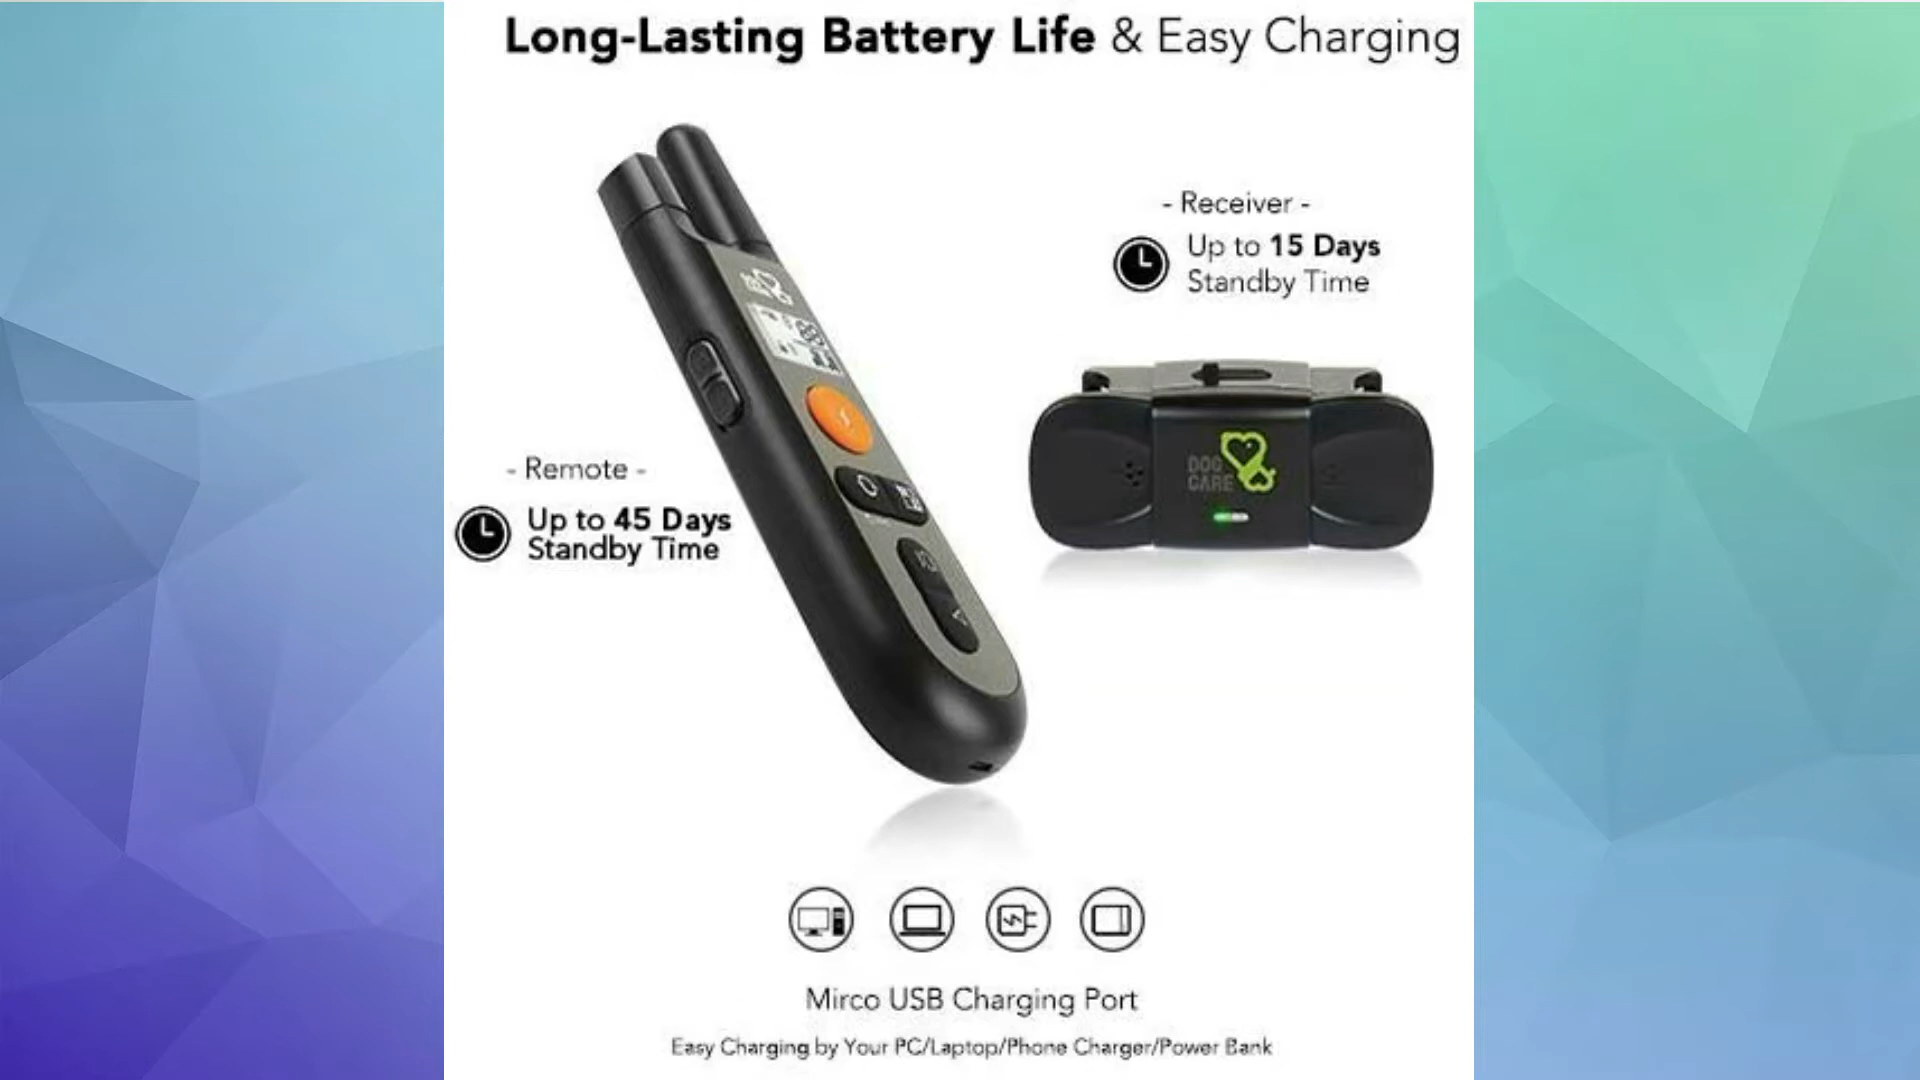 Long-Lasting Battery Life & Easy Charging
- Receiver -
Up to 15 Days
Standby Time
DOG
CARE
- Remote -
Up to 45 Days
Standby Time
Mirco USB Charging Port
Easy Charging by Your PC/Laptop/Phone Charger/Power Bank